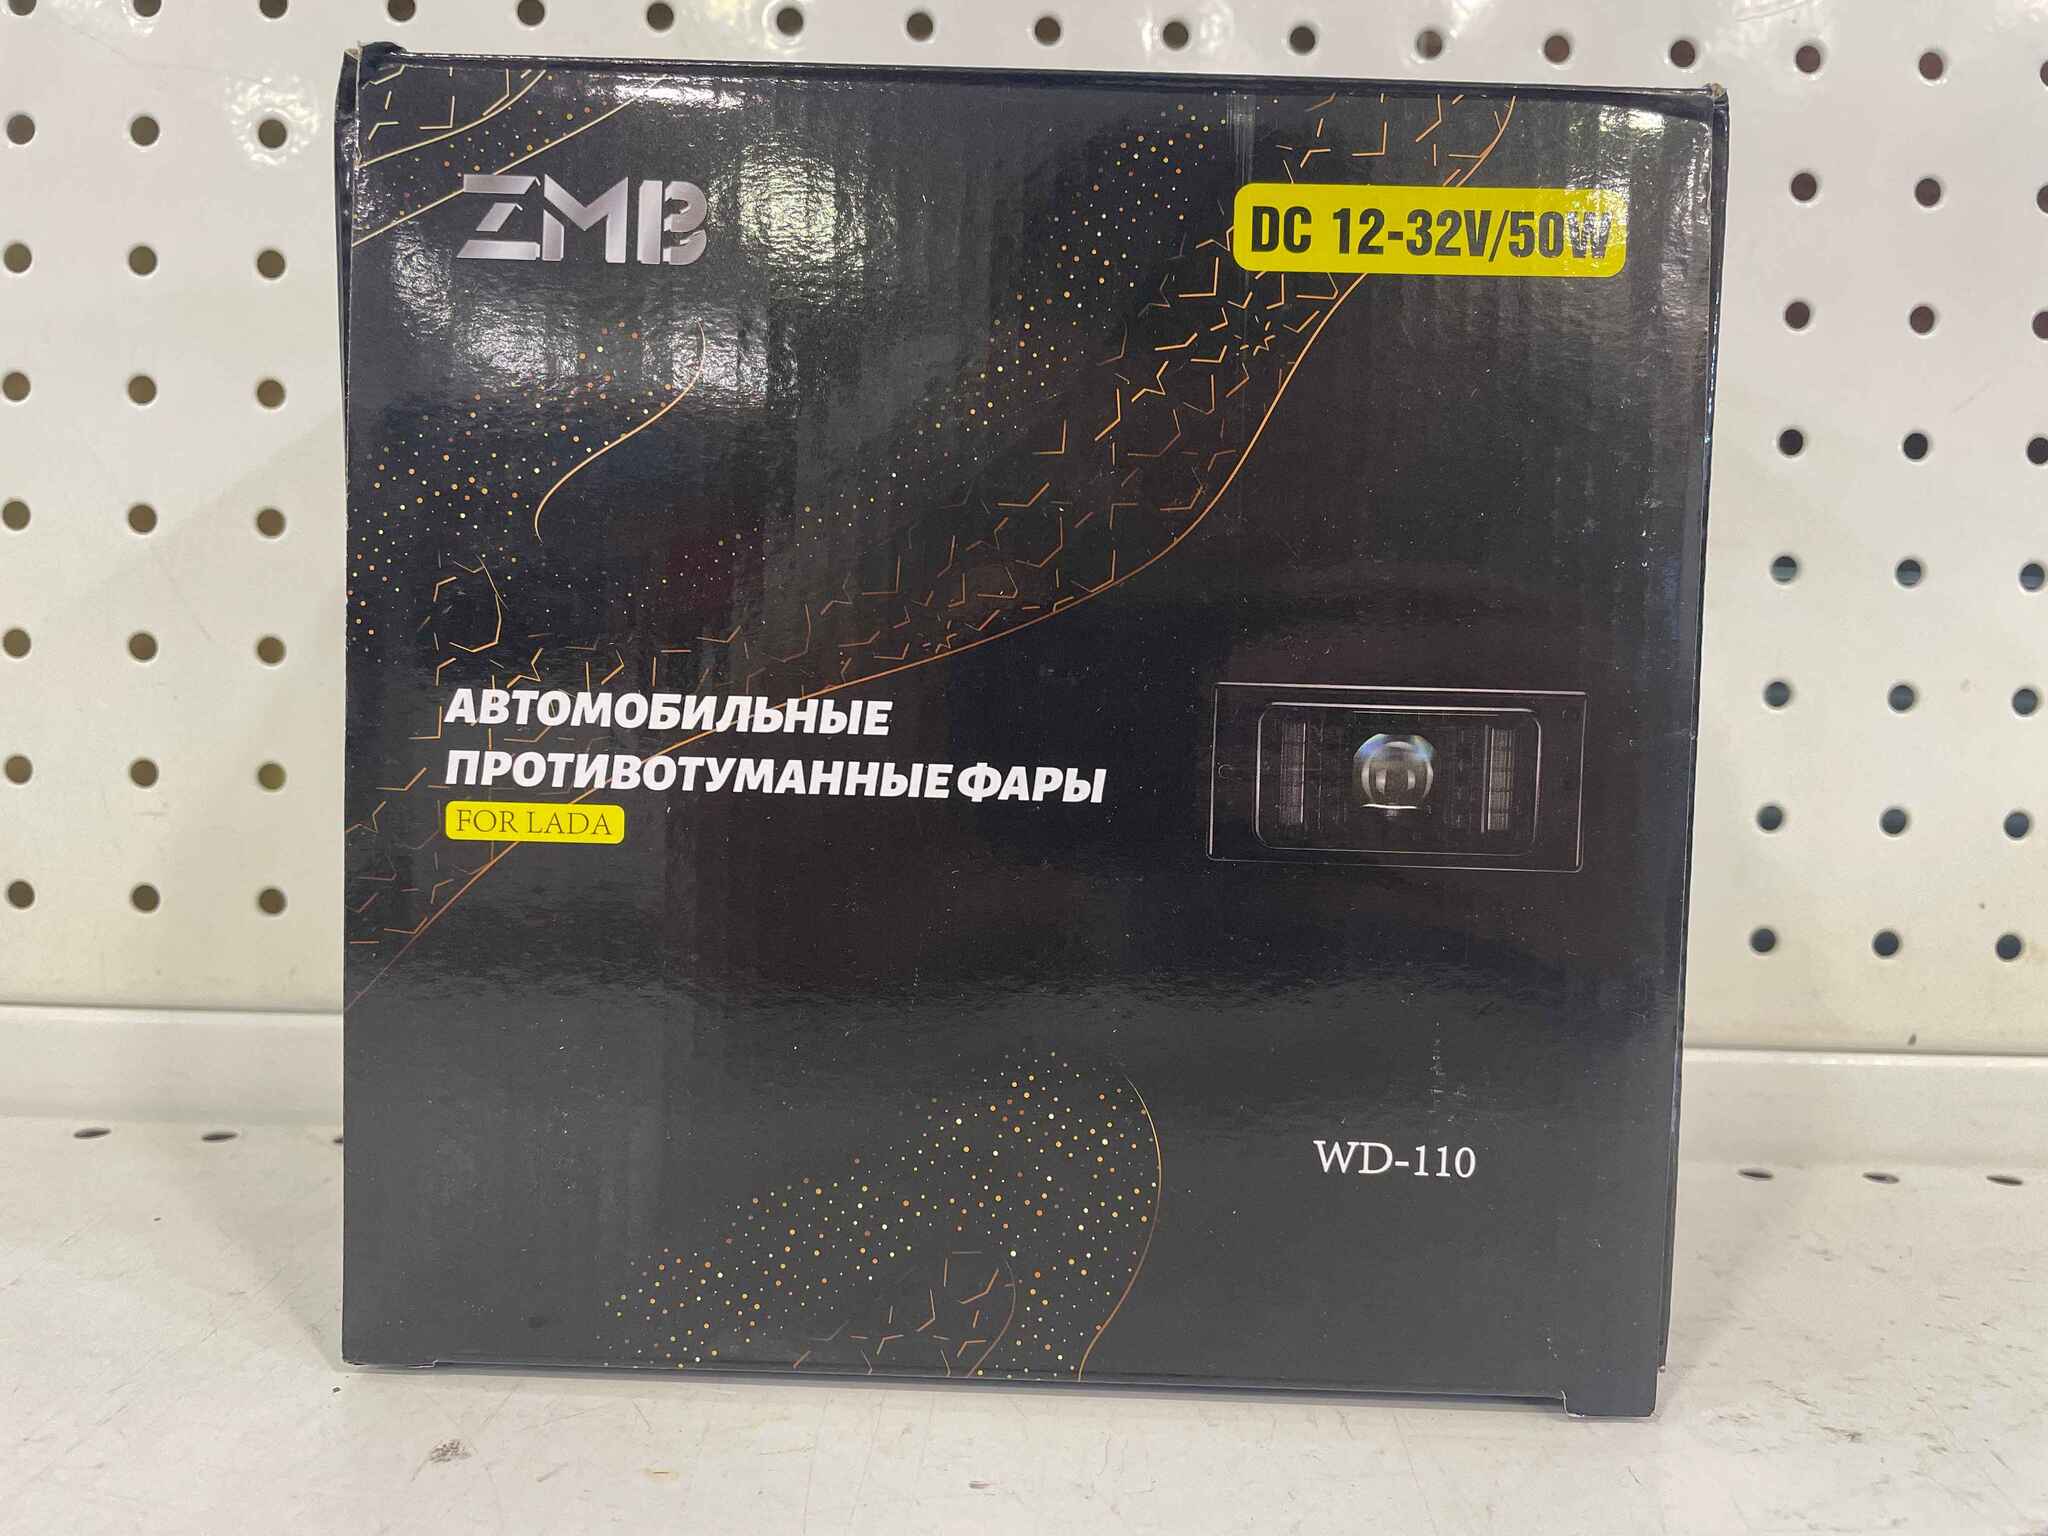 ZMB
DC 12-32V/50W
АВТОМОБИЛЬНЫЕ
ПРОТИВОТУМАННЫЕ ФАРЫ
FOR LADA
WD-110